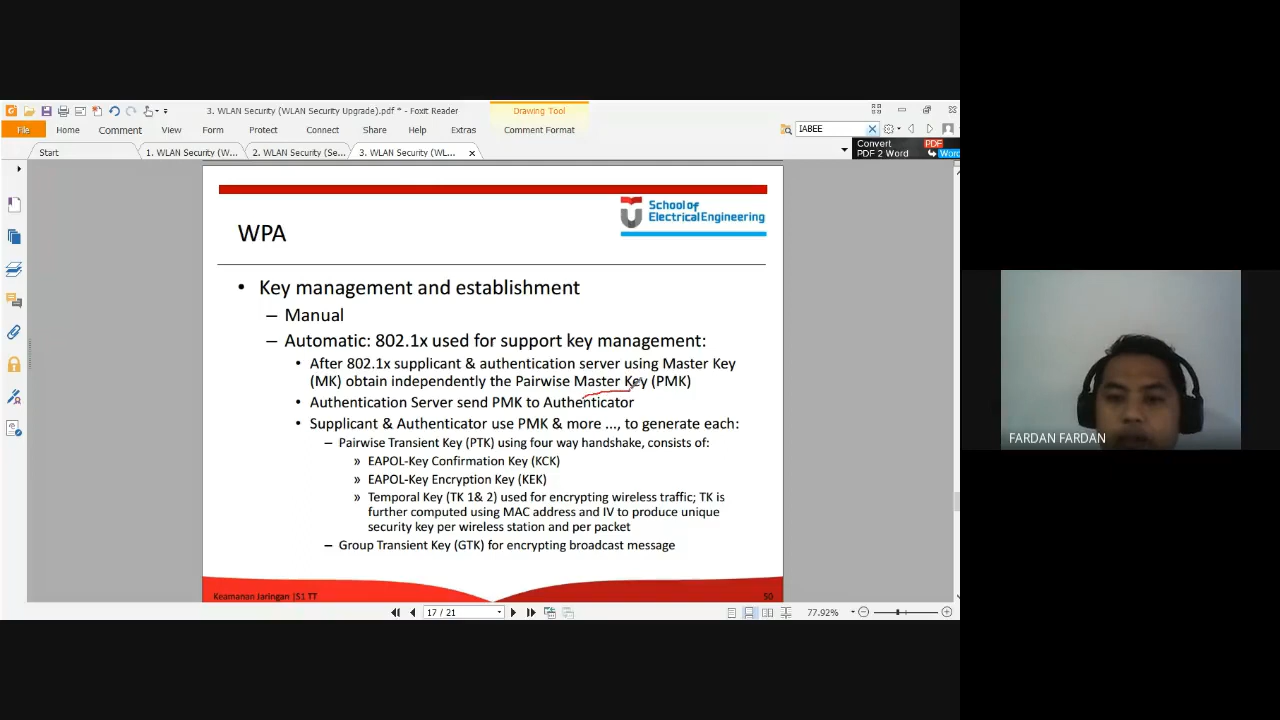 3. WLAN Security (WLAN Security Upgrade).pdf * - Foxit Reader
Drawing Tool
File Home Comment View Form Protect Connect Share Help Extras Comment Format
IABEE
Start
1. WLAN Security (W...
2. WLAN Security (Se...
3. WLAN Security (WL...
Convert
PDF 2 Word
PDF
Word
School of
Electrical Engineering
WPA
• Key management and establishment
– Manual
– Automatic: 802.1x used for support key management:
• After 802.1x supplicant & authentication server using Master Key
(MK) obtain independently the Pairwise Master Key (PMK)
• Authentication Server send PMK to Authenticator
• Supplicant & Authenticator use PMK & more ..., to generate each:
– Pairwise Transient Key (PTK) using four way handshake, consists of:
» EAPOL-Key Confirmation Key (KCK)
» EAPOL-Key Encryption Key (KEK)
» Temporal Key (TK 1& 2) used for encrypting wireless traffic; TK is
further computed using MAC address and IV to produce unique
security key per wireless station and per packet
– Group Transient Key (GTK) for encrypting broadcast message
Keamanan Jaringan |S1 TT
50
17 / 21
77.92%
FARDAN FARDAN